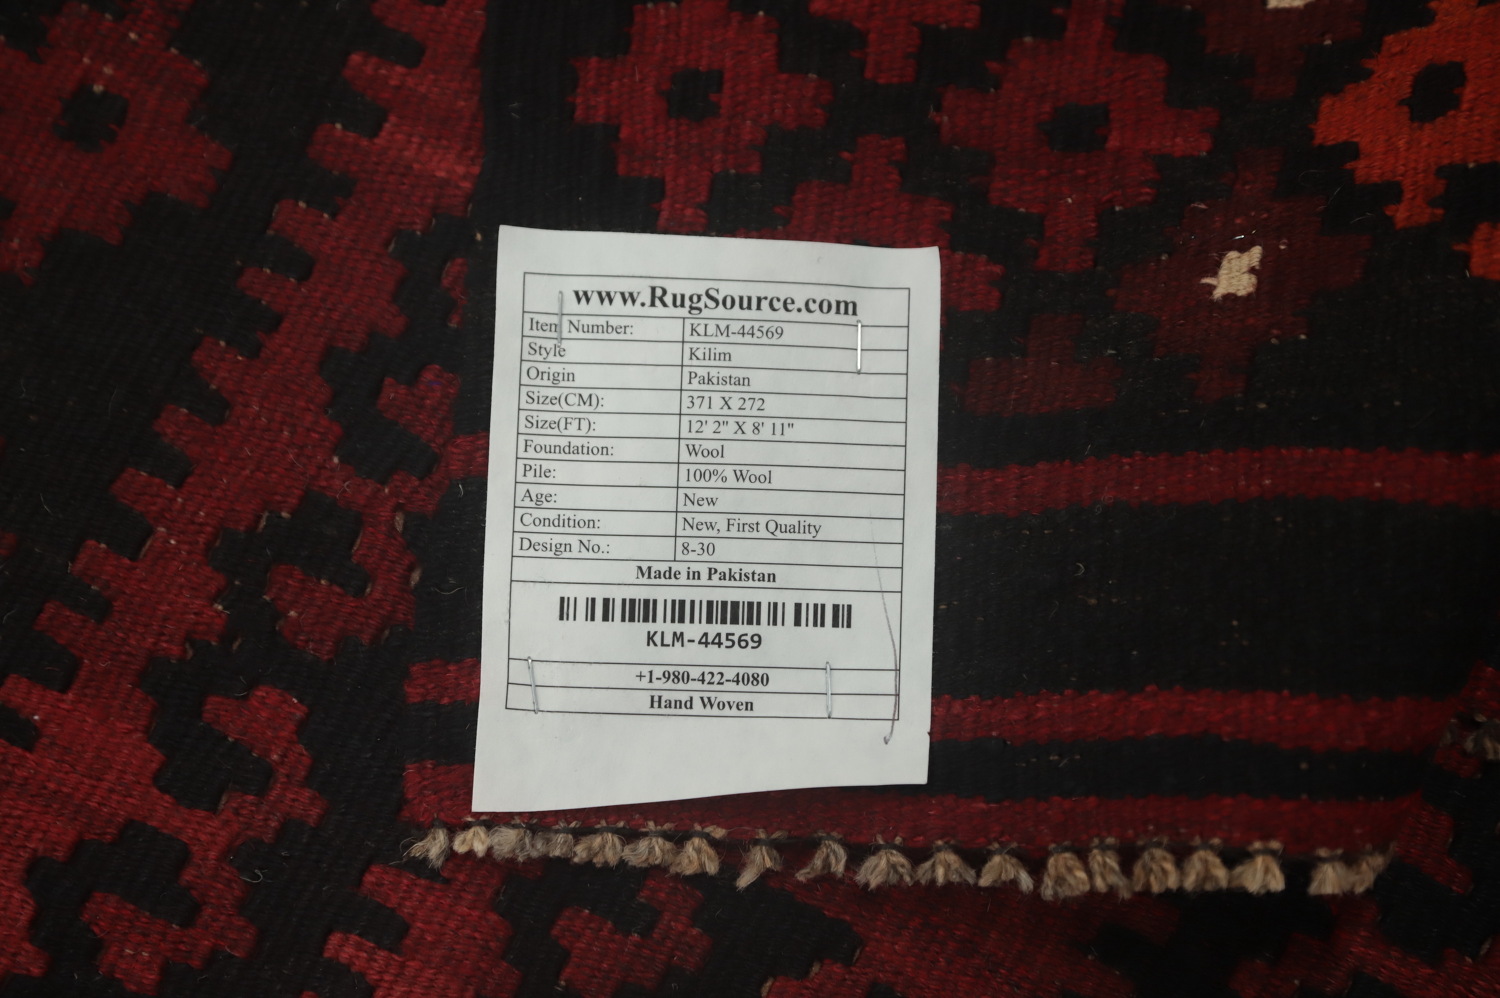 www.RugSource.com
Item Number: KLM-44569
Style Kilim
Origin Pakistan
Size(CM): 371 X 272
Size(FT): 12' 2" X 8' 11"
Foundation: Wool
Pile: 100% Wool
Age: New
Condition: New, First Quality
Design No.: 8-30
Made in Pakistan
KLM-44569
+1-980-422-4080
Hand Woven